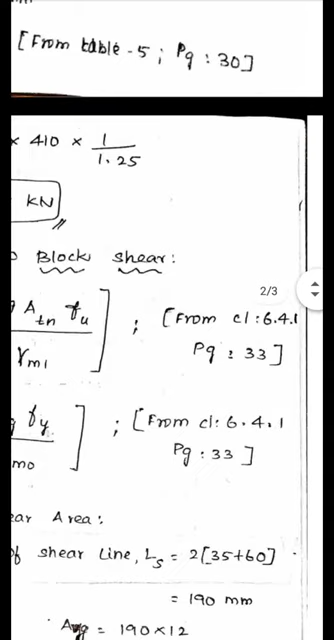 [From table-5 ; Pg : 30]
× 410 × 1/1.25
KN
Block shear :
2/3
A_tn f_u / γ_m1 ] ; [From cl : 6.4.1
Pg : 33]
f_y / mo ] ; [From cl : 6.4.1
Pg : 33]
ear Area :
of shear Line, L_s = 2[35+60]
= 190 mm
Avg = 190×12